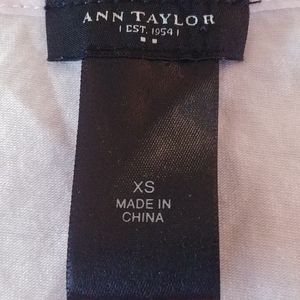 ANN TAYLOR
| EST. 1954 |
XS
MADE IN
CHINA